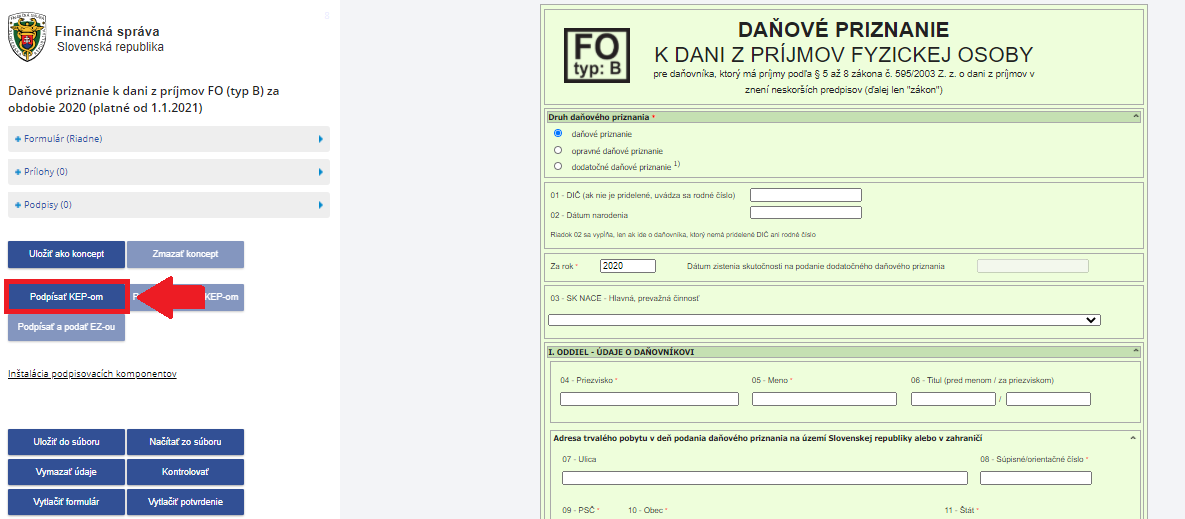 Finančná správa
Slovenská republika
Daňové priznanie k dani z príjmov FO (typ B) za
obdobie 2020 (platné od 1.1.2021)
Formulár (Riadne)
Prílohy (0)
Podpisy (0)
Uložiť ako koncept
Zmazať koncept
Podpísať KEP-om
KEP-om
Podpísať a podať EZ-ou
Inštalácia podpisovacích komponentov
Uložiť do súboru
Načítať zo súboru
Vymazať údaje
Kontrolovať
Vytlačiť formulár
Vytlačiť potvrdenie
FO
typ: B
DAŇOVÉ PRIZNANIE
K DANI Z PRÍJMOV FYZICKEJ OSOBY
pre daňovníka, ktorý má príjmy podľa § 5 až 8 zákona č. 595/2003 Z. z. o dani z príjmov v
znení neskorších predpisov (ďalej len "zákon")
Druh daňového priznania *
daňové priznanie
opravné daňové priznanie
dodatočné daňové priznanie 1)
01 - DIČ (ak nie je pridelené, uvádza sa rodné číslo)
02 - Dátum narodenia
Riadok 02 sa vypĺňa, len ak ide o daňovníka, ktorý nemá pridelené DIČ ani rodné číslo
Za rok * 2020 Dátum zistenia skutočnosti na podanie dodatočného daňového priznania
03 - SK NACE - Hlavná, prevažná činnosť
I. ODDIEL - ÚDAJE O DAŇOVNÍKOVI
04 - Priezvisko * 05 - Meno * 06 - Titul (pred menom / za priezviskom)
/
Adresa trvalého pobytu v deň podania daňového priznania na území Slovenskej republiky alebo v zahraničí
07 - Ulica 08 - Súpisné/orientačné číslo *
09 - PSČ * 10 - Obec * 11 - Štát *